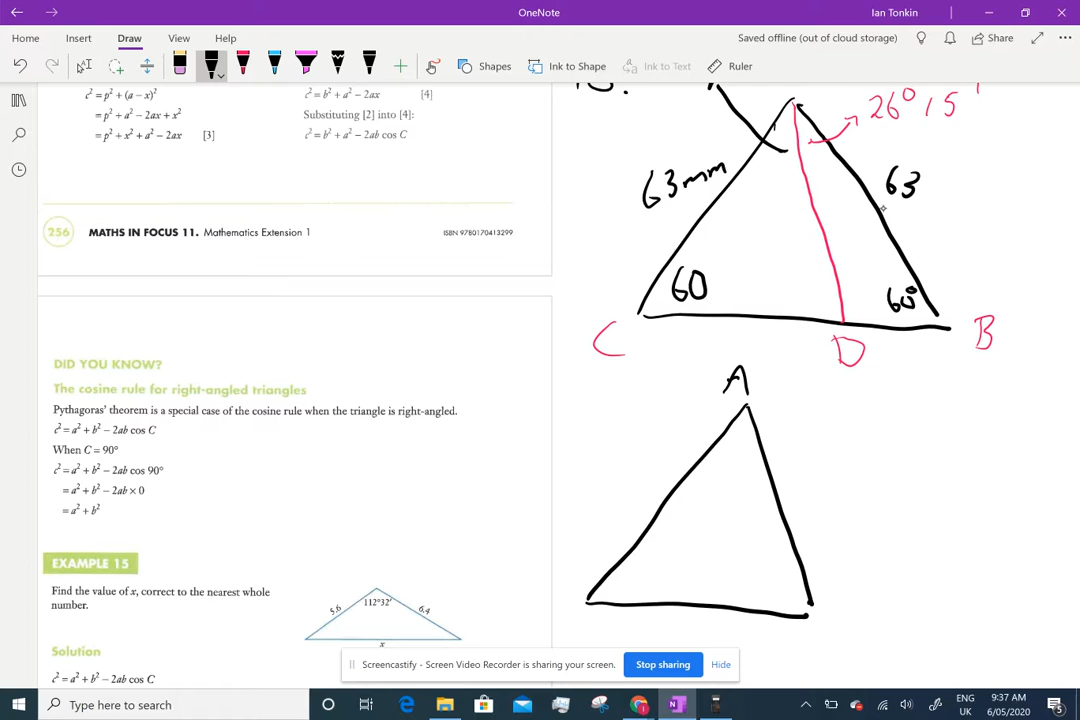 OneNote
Ian Tonkin
Home Insert Draw View Help
Saved offline (out of cloud storage)
Share
Shapes
Ink to Shape
Ink to Text
Ruler
c² = p² + (a − x)²
= p² + a² − 2ax + x²
= p² + x² + a² − 2ax [3]
c² = b² + a² − 2ax [4]
Substituting [2] into [4]:
c² = b² + a² − 2ab cos C
256 MATHS IN FOCUS 11. Mathematics Extension 1 ISBN 9780170413299
DID YOU KNOW?
The cosine rule for right-angled triangles
Pythagoras' theorem is a special case of the cosine rule when the triangle is right-angled.
c² = a² + b² − 2ab cos C
When C = 90°
c² = a² + b² − 2ab cos 90°
= a² + b² − 2ab × 0
= a² + b²
EXAMPLE 15
Find the value of x, correct to the nearest whole
number.
112°32'
5.6
6.4
x
Solution
c² = a² + b² − 2ab cos C
26° 15'
63mm
63
60
60°
C
D
B
A
Screencastify - Screen Video Recorder is sharing your screen.
Stop sharing
Hide
Type here to search
ENG
UK
9:37 AM
6/05/2020
5